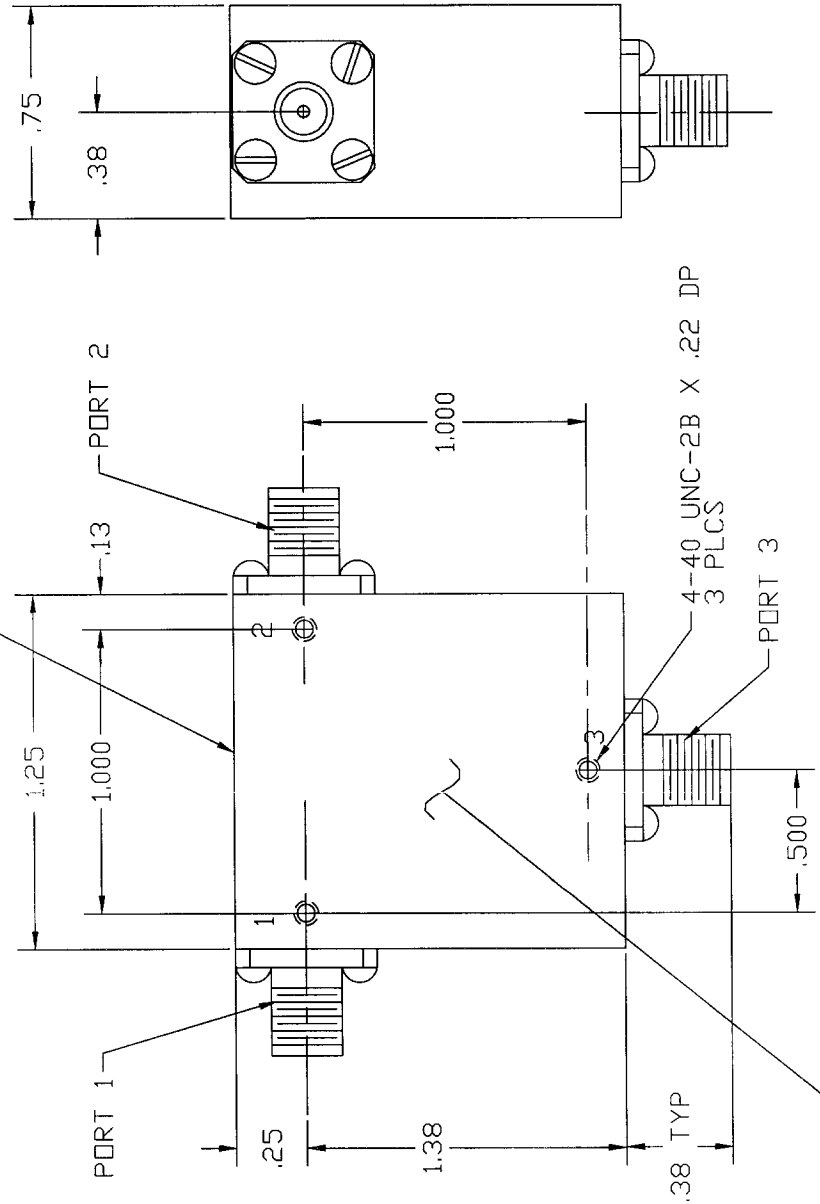 .75
.38
PORT 2
.13
1.25
1.000
1.000
2
4-40 UNC-2B X .22 DP
3 PLCS
PORT 3
3
.500
1
PORT 1
.25
1.38
.38 TYP